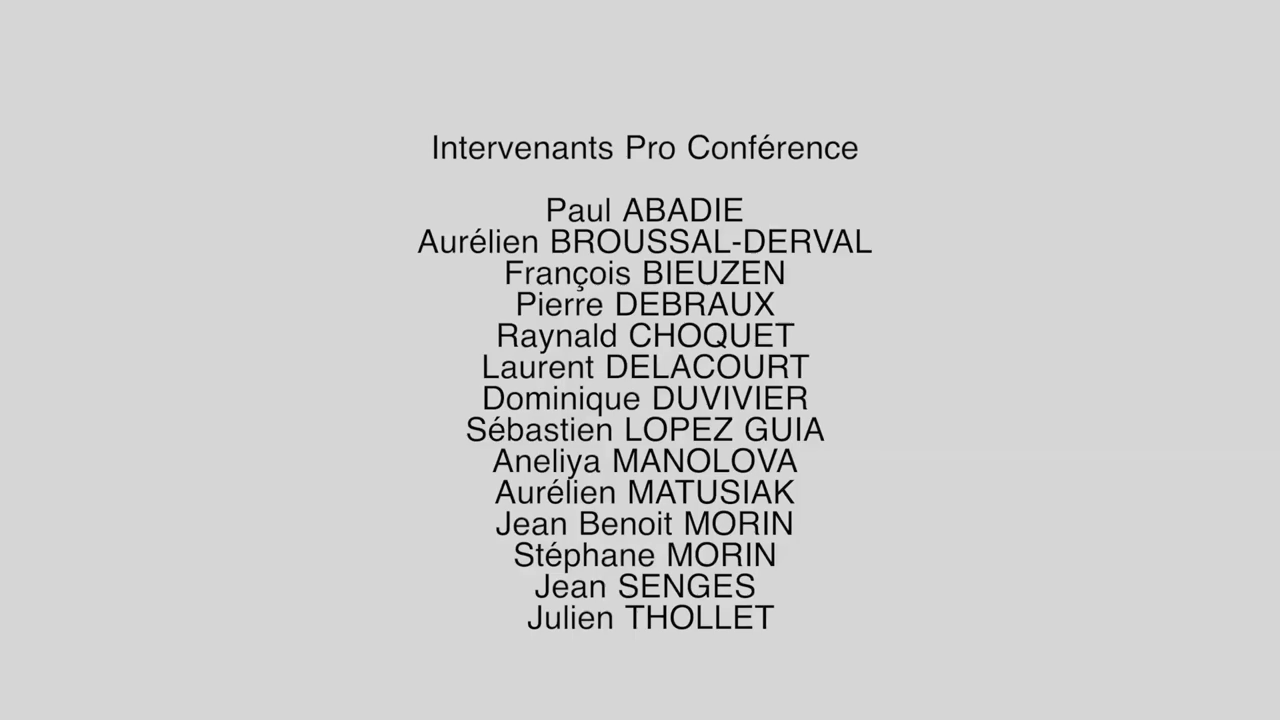 Intervenants Pro Conférence
Paul ABADIE
Aurélien BROUSSAL-DERVAL
François BIEUZEN
Pierre DEBRAUX
Raynald CHOQUET
Laurent DELACOURT
Dominique DUVIVIER
Sébastien LOPEZ GUIA
Aneliya MANOLOVA
Aurélien MATUSIAK
Jean Benoit MORIN
Stéphane MORIN
Jean SENGES
Julien THOLLET